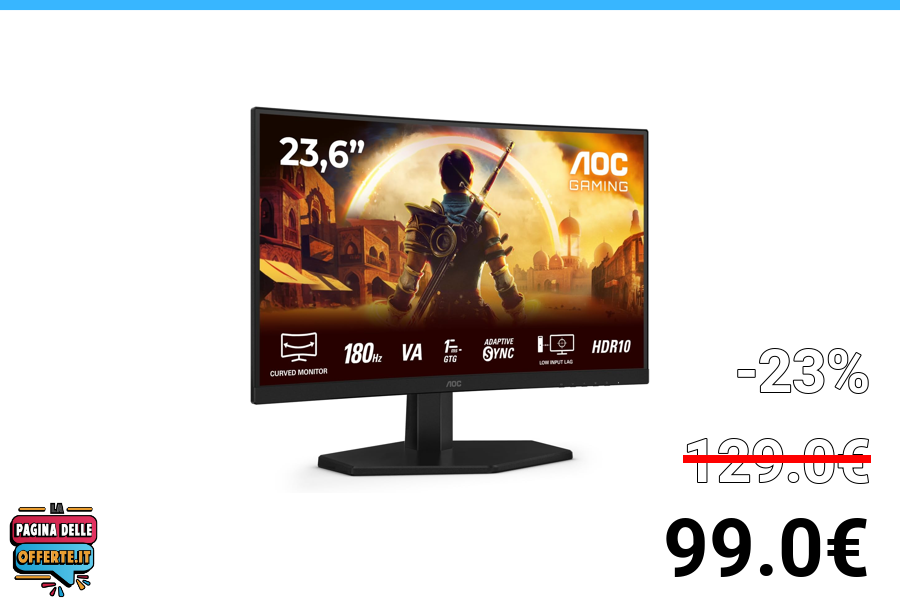 23,6”
AOC
GAMING
CURVED MONITOR
180Hz
VA
1ms
GTG
ADAPTIVE
SYNC
LOW INPUT LAG
HDR10
AOC
-23%
129.0€
99.0€
LA
PAGINA DELLE
OFFERTE.IT